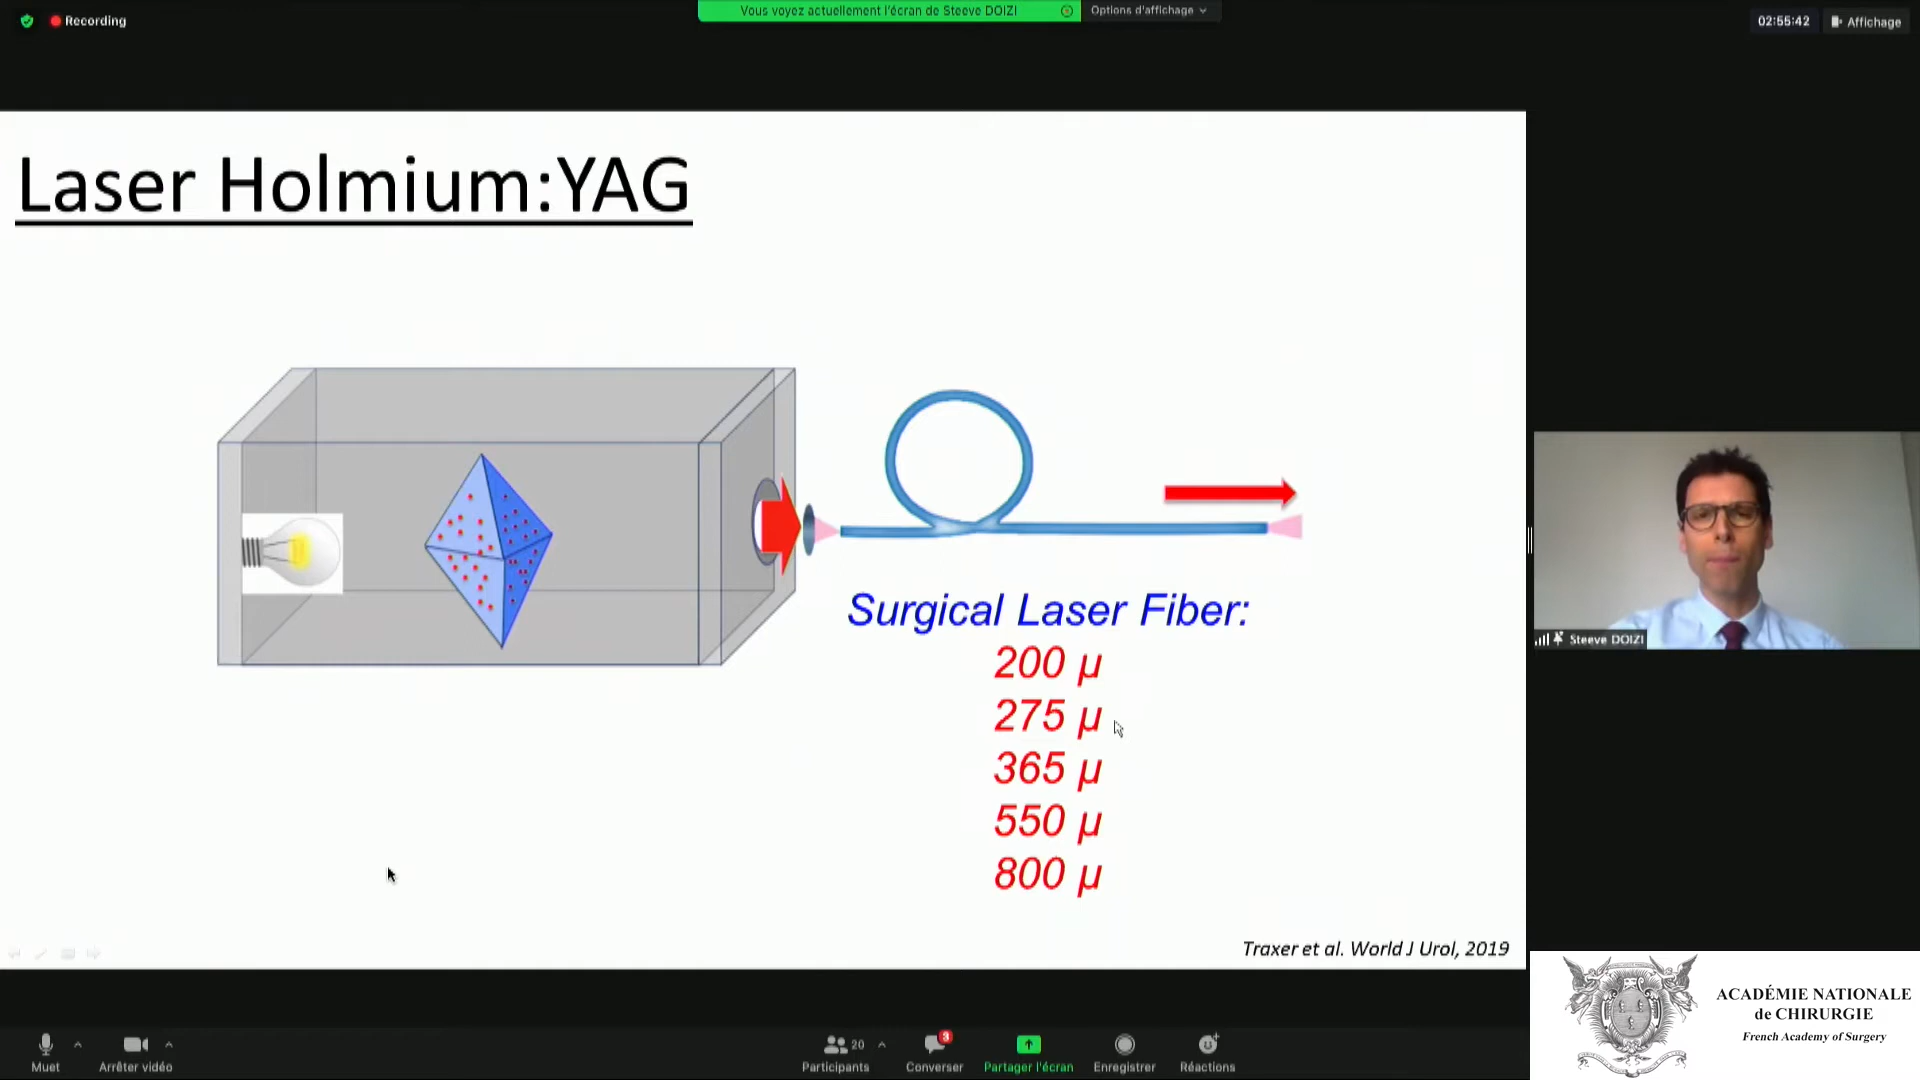 Recording
Vous voyez actuellement l'écran de Steeve DOIZI
Options d'affichage
02:55:42
Affichage
Laser Holmium:YAG
Surgical Laser Fiber:
200 µ
275 µ
365 µ
550 µ
800 µ
Traxer et al. World J Urol, 2019
Steeve DOIZI
ACADÉMIE NATIONALE
de CHIRURGIE
French Academy of Surgery
Muet
Arrêter vidéo
20
Participants
3
Converser
Partager l'écran
Enregistrer
Réactions